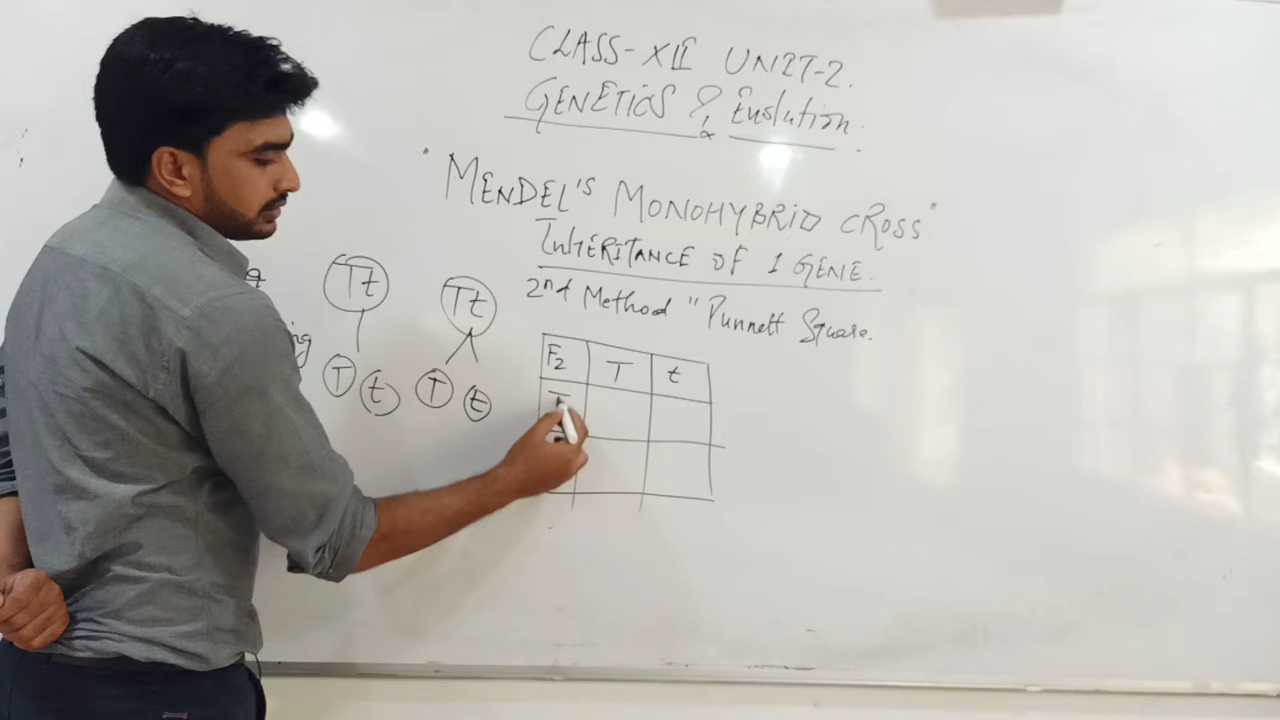 CLASS-XII UNIT-2.
GENETICS & Evolution.
"MENDEL'S MONOHYBRID CROSS"
INHERITANCE OF 1 GENE.
2nd Method "Punnett Square.
Tt Tt
T t T t
F2 T t
T